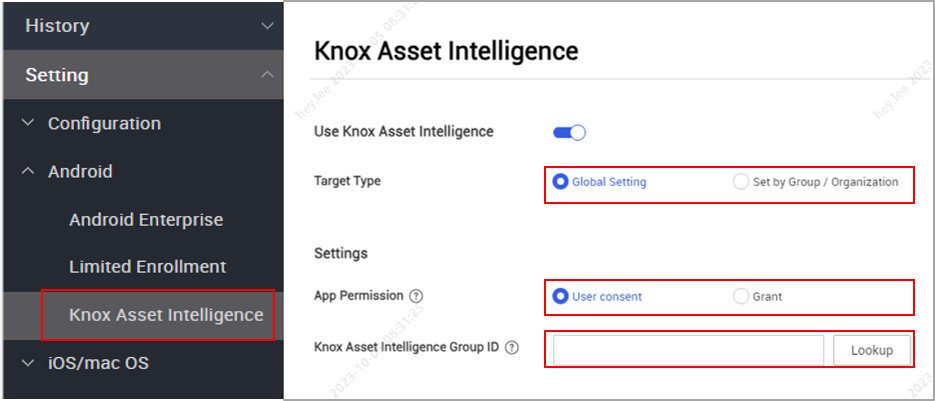 History
Setting
Configuration
Android
Android Enterprise
Limited Enrollment
Knox Asset Intelligence
iOS/mac OS
Knox Asset Intelligence
Use Knox Asset Intelligence
Target Type
Global Setting
Set by Group / Organization
Settings
App Permission ?
User consent
Grant
Knox Asset Intelligence Group ID ?
Lookup